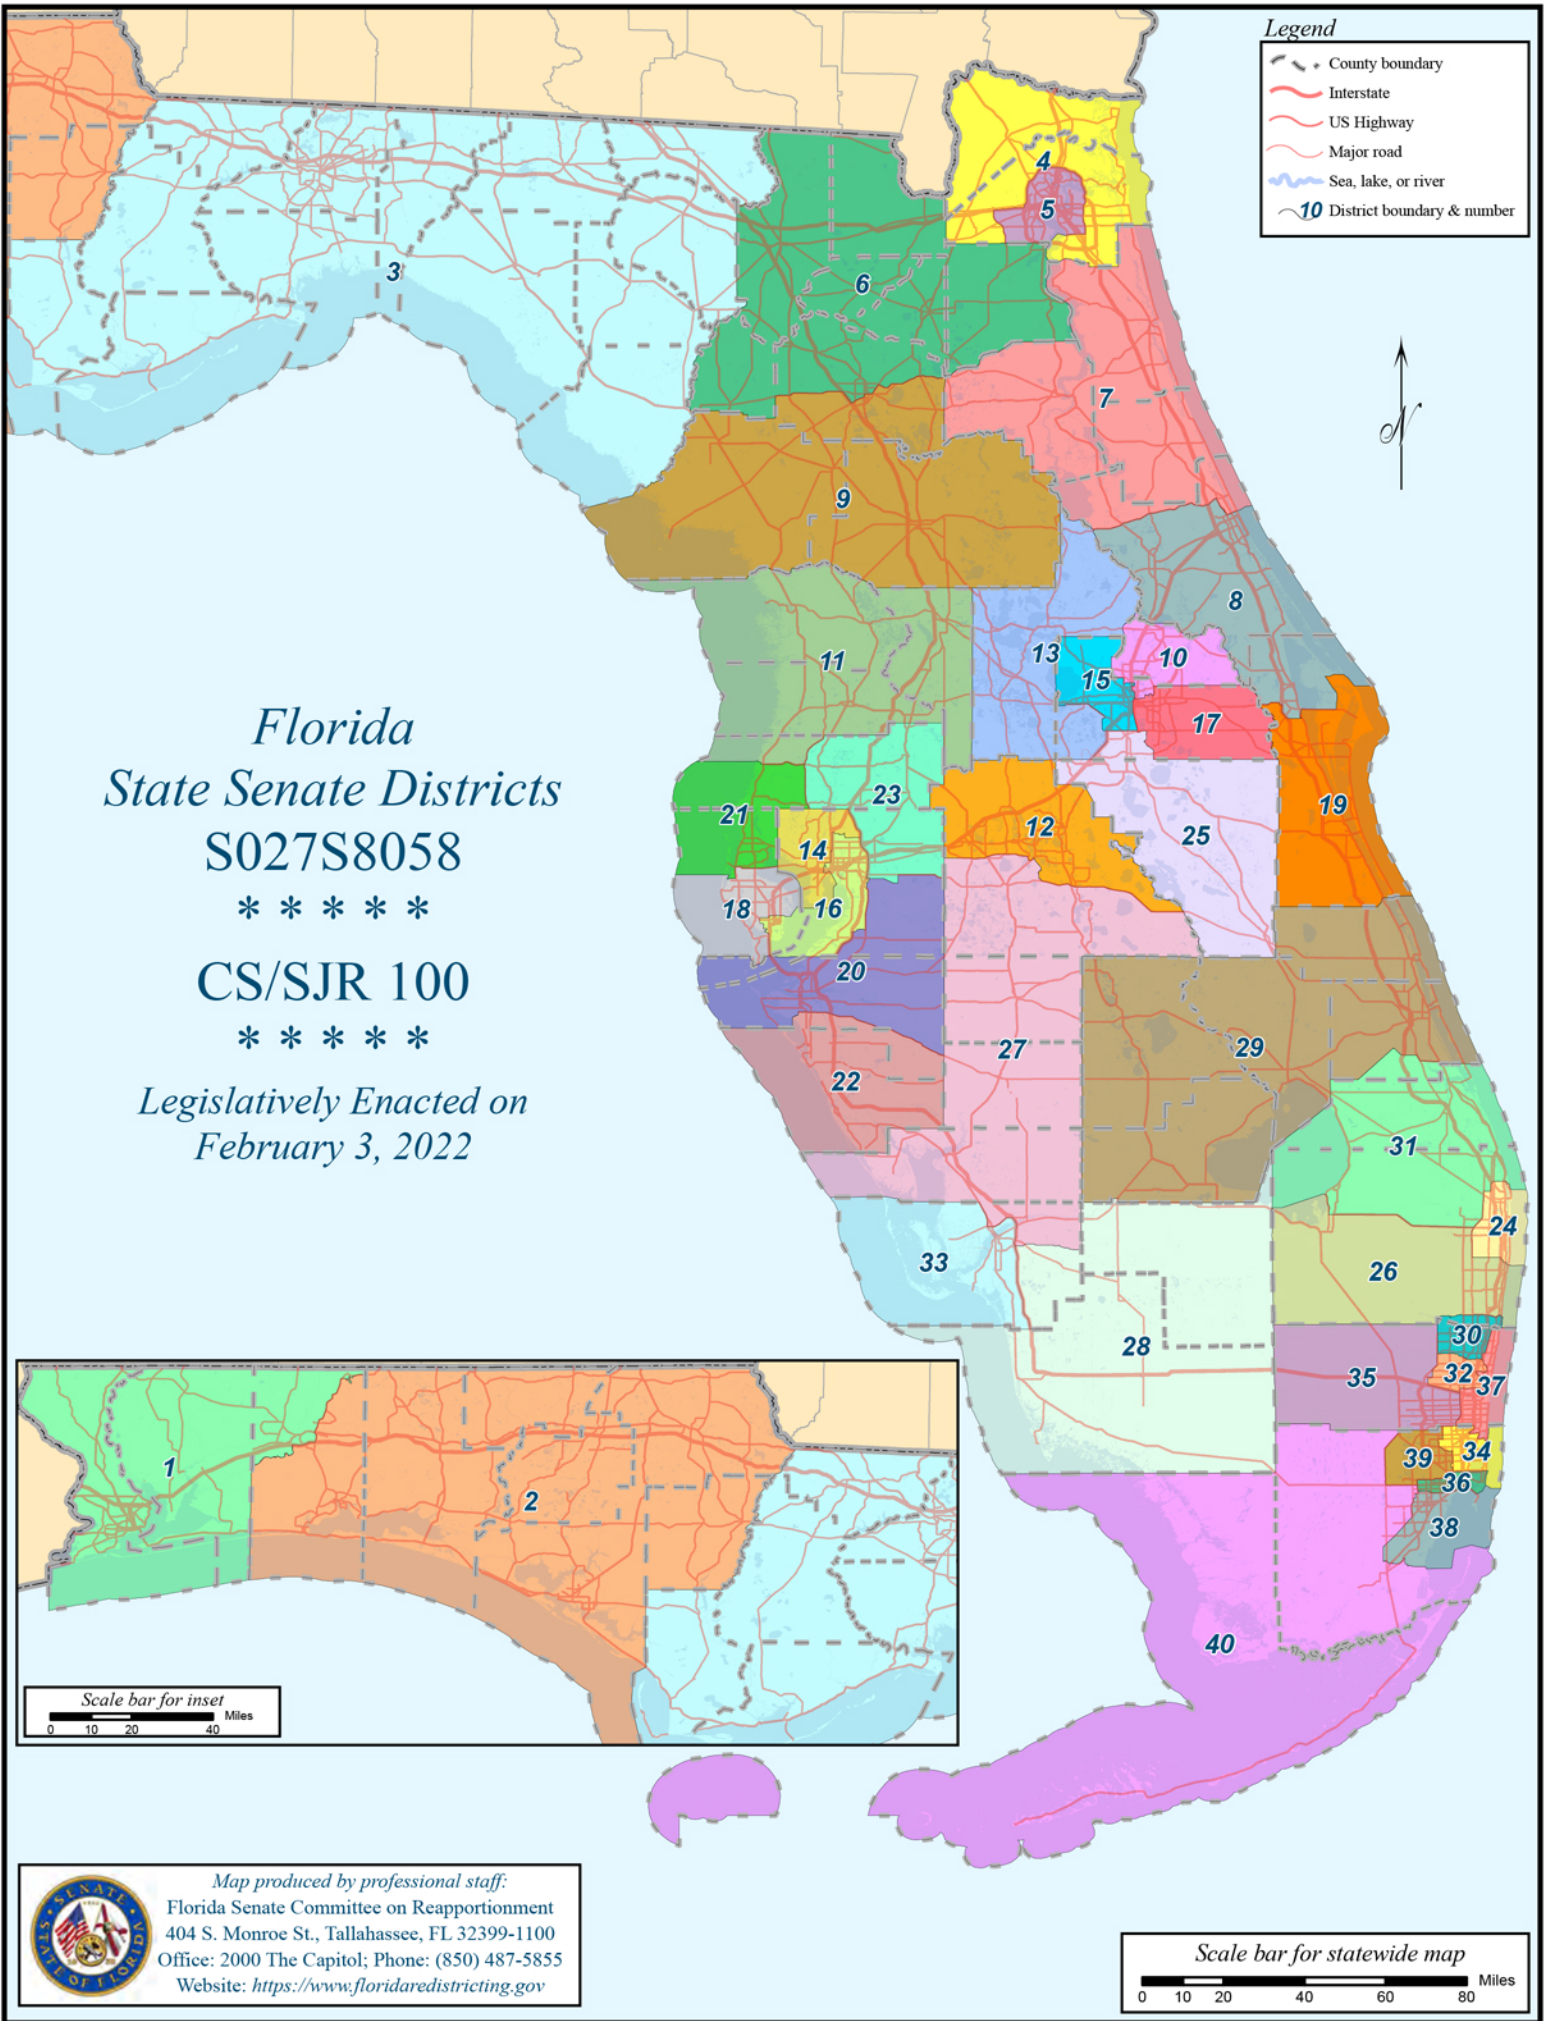 Legend
County boundary
Interstate
US Highway
Major road
Sea, lake, or river
10 District boundary & number
4
5
3
6
7
9
8
11
13
10
15
17
Florida
State Senate Districts
S027S8058
* * * * *
CS/SJR 100
* * * * *
Legislatively Enacted on
February 3, 2022
N
21
23
19
14
12
25
18
16
20
27
29
22
31
24
33
26
30
28
35
32
37
39
34
36
38
40
1
2
Scale bar for inset
Miles
0 10 20 40
SENATE
STATE OF FLORIDA
Map produced by professional staff:
Florida Senate Committee on Reapportionment
404 S. Monroe St., Tallahassee, FL 32399-1100
Office: 2000 The Capitol; Phone: (850) 487-5855
Website: https://www.floridaredistricting.gov
Scale bar for statewide map
Miles
0 10 20 40 60 80